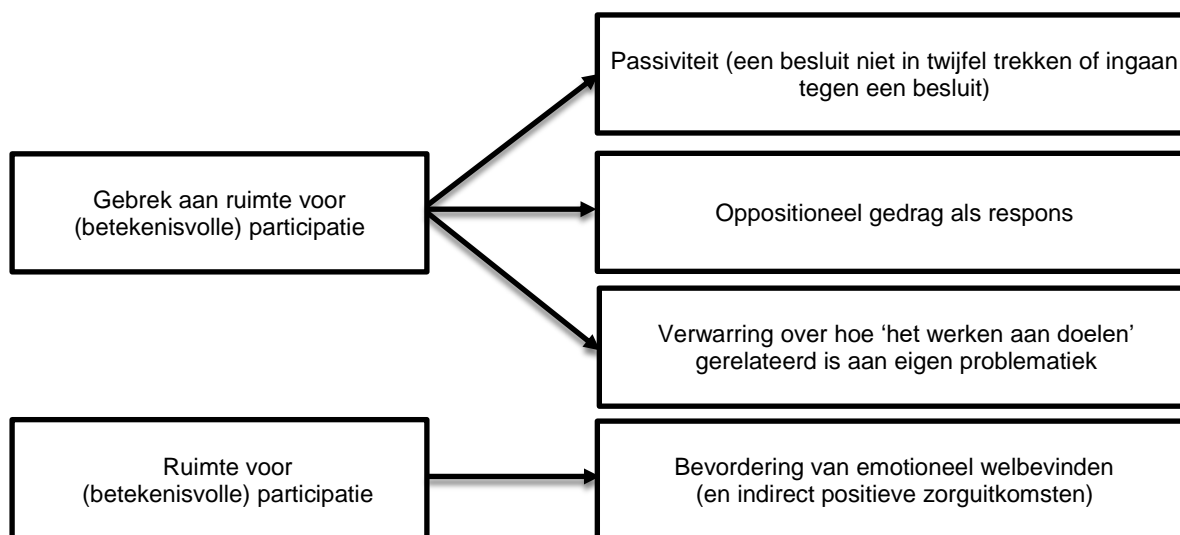 Passiviteit (een besluit niet in twijfel trekken of ingaan
tegen een besluit)
Gebrek aan ruimte voor
(betekenisvolle) participatie
Oppositioneel gedrag als respons
Verwarring over hoe ‘het werken aan doelen’
gerelateerd is aan eigen problematiek
Ruimte voor
(betekenisvolle) participatie
Bevordering van emotioneel welbevinden
(en indirect positieve zorguitkomsten)